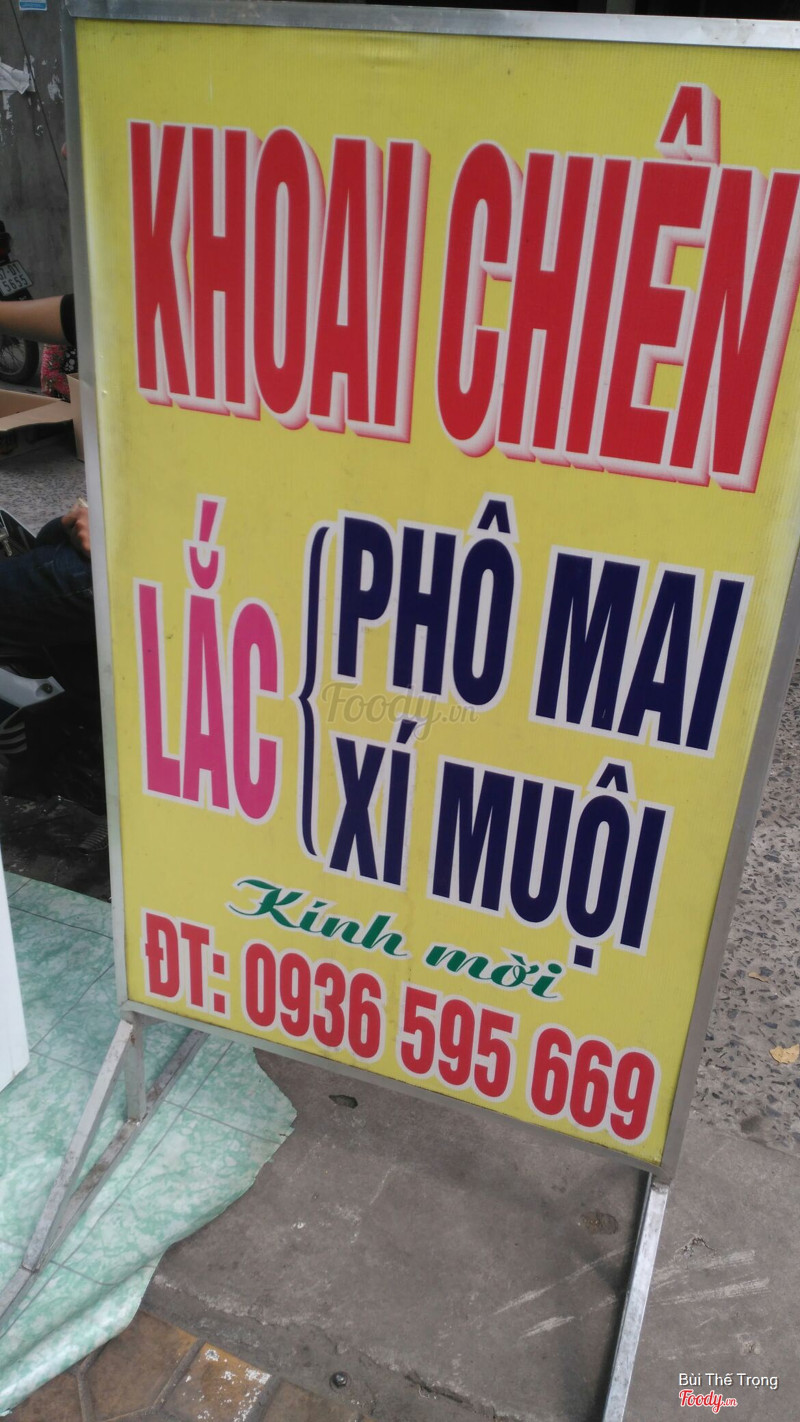 KHOAI CHIÊN
LẮC { PHÔ MAI
XÍ MUỘI
Kính mời
ĐT: 0936 595 669
Foody.vn
Bùi Thế Trọng
Foody.vn